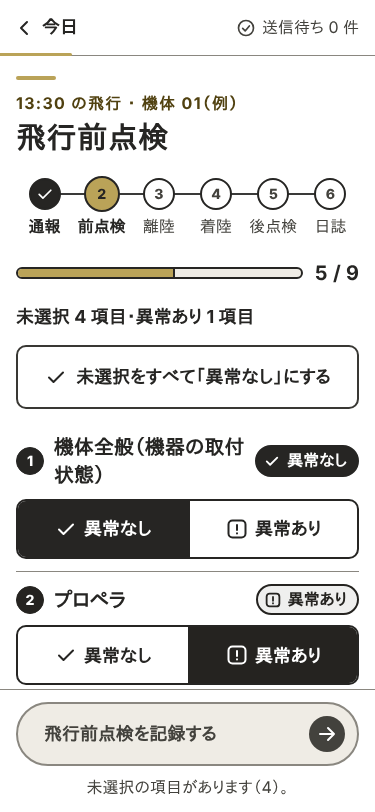 今日
送信待ち 0 件
13:30 の飛行・機体 01(例)
飛行前点検
2 3 4 5 6
通報 前点検 離陸 着陸 後点検 日誌
5 / 9
未選択 4 項目·異常あり 1 項目
未選択をすべて「異常なし」にする
1 機体全般(機器の取付
状態)
異常なし
異常なし 異常あり
2 プロペラ 異常あり
異常なし 異常あり
飛行前点検を記録する
未選択の項目があります(4)。